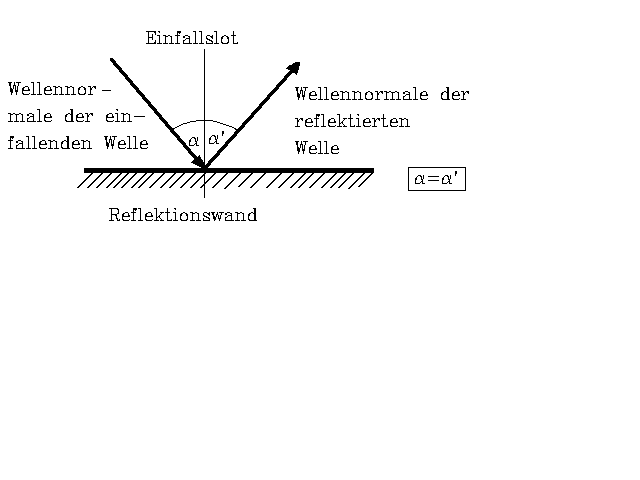 Einfallslot
Wellennor-
male der ein-
fallenden Welle
α α'
Wellennormale der
reflektierten
Welle
α=α'
Reflektionswand